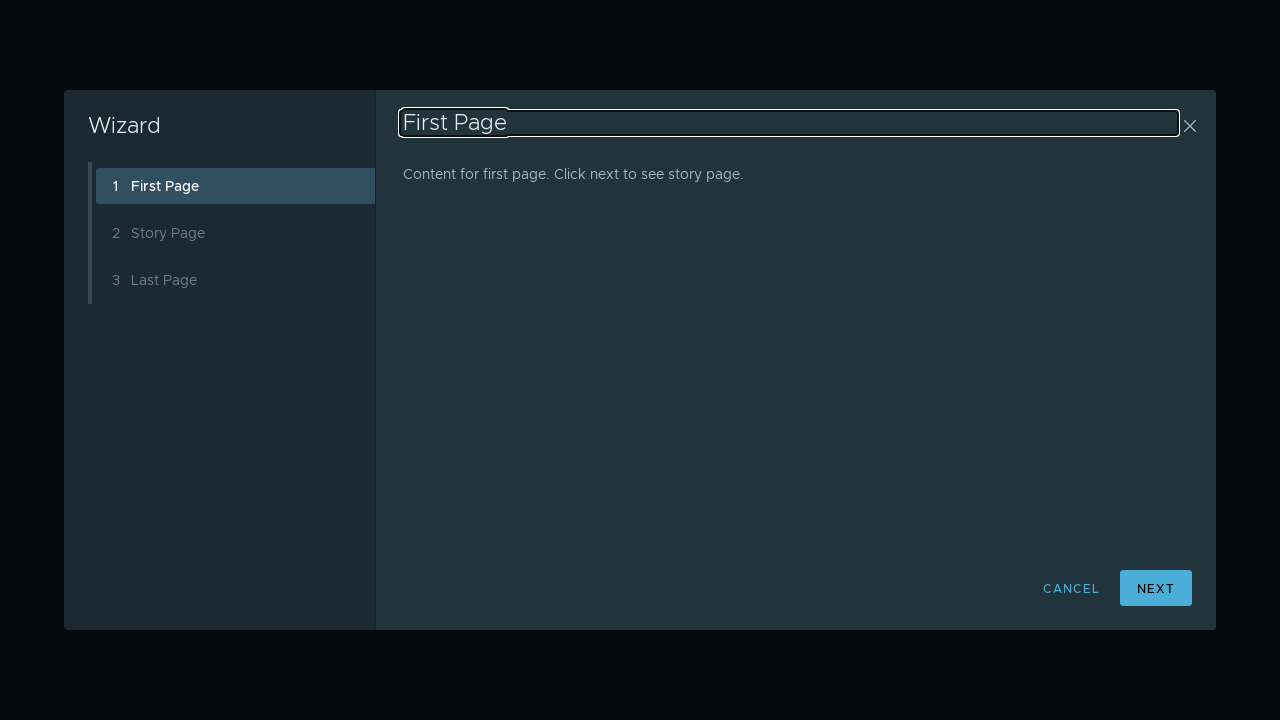 Wizard
1 First Page
2 Story Page
3 Last Page
First Page
Content for first page. Click next to see story page.
CANCEL
NEXT